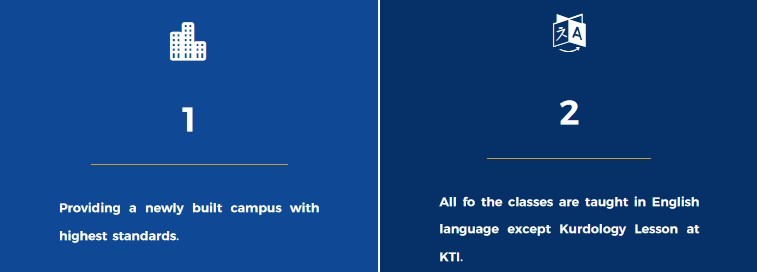 1
Providing a newly built campus with
highest standards.
A
2
All fo the classes are taught in English
language except Kurdology Lesson at
KTI.